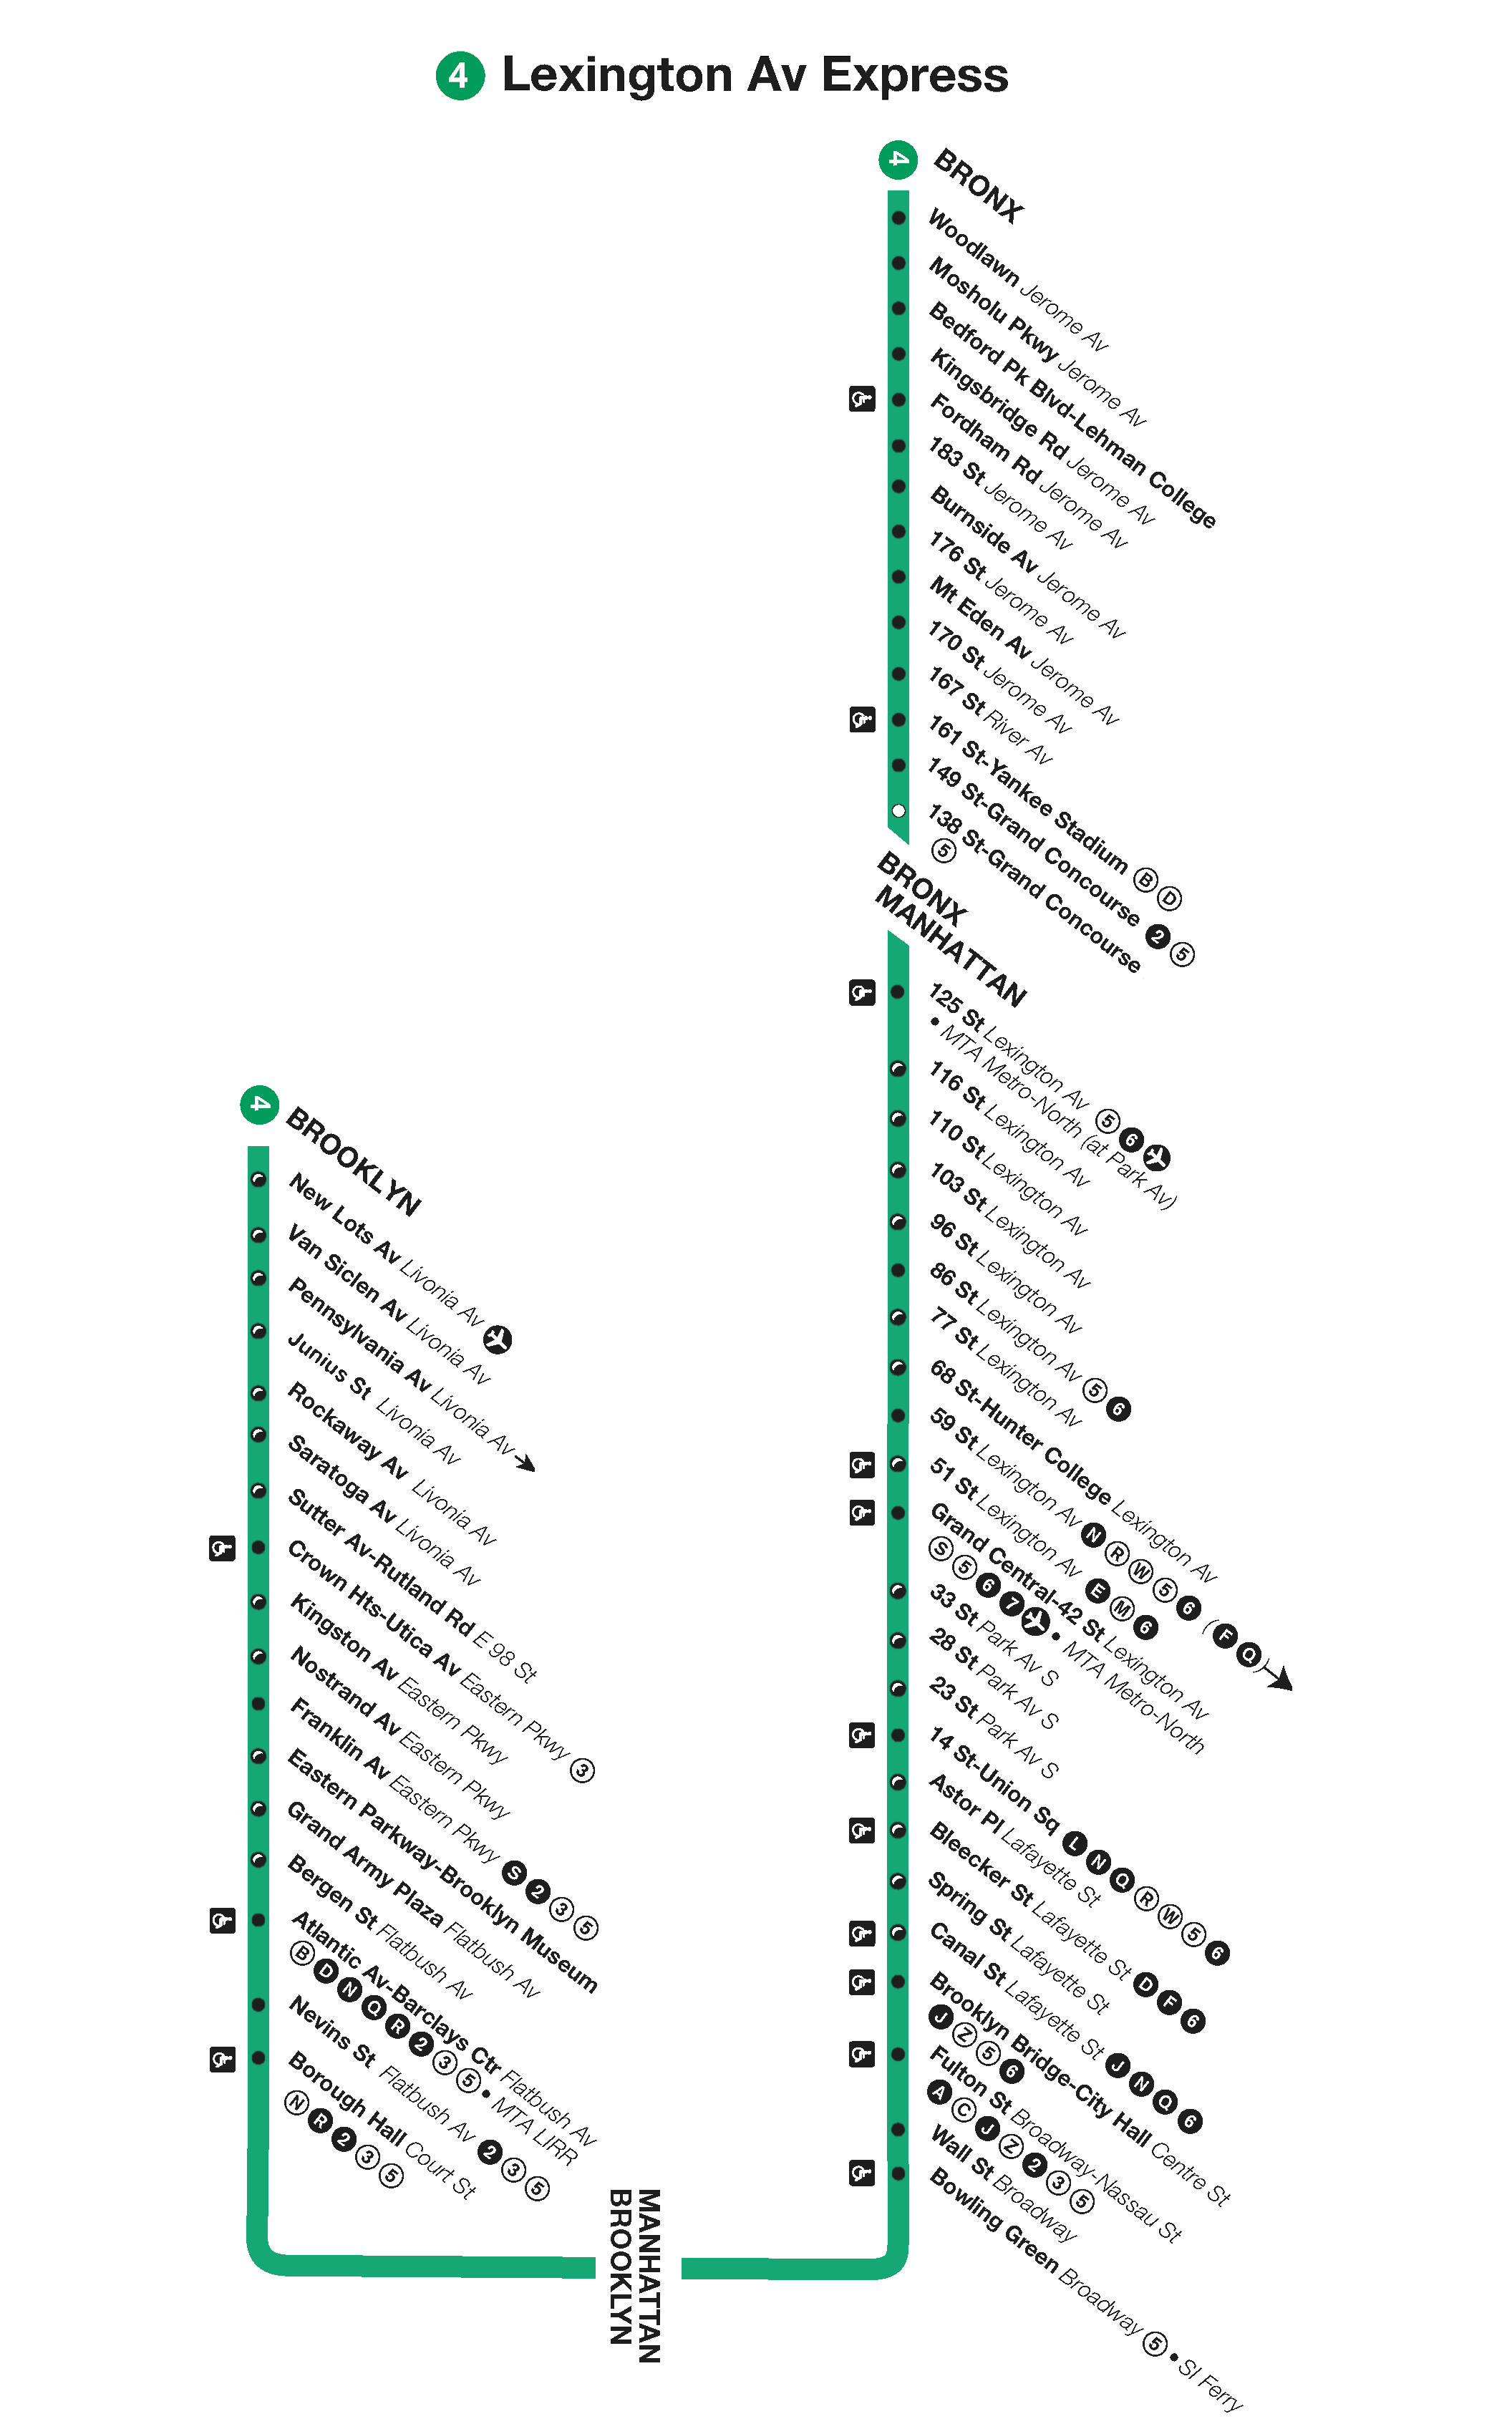 4 Lexington Av Express
4 BRONX
Woodlawn Jerome Av
Mosholu Pkwy Jerome Av
Bedford Pk Blvd-Lehman College
Kingsbridge Rd Jerome Av
Fordham Rd Jerome Av
183 St Jerome Av
Burnside Av Jerome Av
176 St Jerome Av
Mt Eden Av Jerome Av
170 St Jerome Av
167 St River Av
161 St-Yankee Stadium B D
149 St-Grand Concourse 2 5
138 St-Grand Concourse
5
BRONX
MANHATTAN
125 St Lexington Av 5 6
• MTA Metro-North (at Park Av)
116 St Lexington Av
110 St Lexington Av
103 St Lexington Av
96 St Lexington Av
86 St Lexington Av 5 6
77 St Lexington Av
68 St-Hunter College Lexington Av
59 St Lexington Av N R W 5 6 (F Q)
51 St Lexington Av E M 6
Grand Central-42 St Lexington Av
S 5 6 7 • MTA Metro-North
33 St Park Av S
28 St Park Av S
23 St Park Av S
14 St-Union Sq L N Q R W 5 6
Astor Pl Lafayette St
Bleecker St Lafayette St D F 6
Spring St Lafayette St
Canal St Lafayette St J N Q 6
Brooklyn Bridge-City Hall Centre St
J Z 5 6
Fulton St Broadway-Nassau St
A C J Z 2 3 5
Wall St Broadway
Bowling Green Broadway 5 • SI Ferry
MANHATTAN
BROOKLYN
4 BROOKLYN
New Lots Av Livonia Av
Van Siclen Av Livonia Av
Pennsylvania Av Livonia Av
Junius St Livonia Av
Rockaway Av Livonia Av
Saratoga Av Livonia Av
Sutter Av-Rutland Rd E 98 St
Crown Hts-Utica Av Eastern Pkwy 3
Kingston Av Eastern Pkwy
Nostrand Av Eastern Pkwy
Franklin Av Eastern Pkwy S 2 3 5
Eastern Parkway-Brooklyn Museum
Grand Army Plaza Flatbush Av
Bergen St Flatbush Av
Atlantic Av-Barclays Ctr Flatbush Av
B D N Q R 2 3 5 • MTA LIRR
Nevins St Flatbush Av 2 3 5
Borough Hall Court St
N R 2 3 5